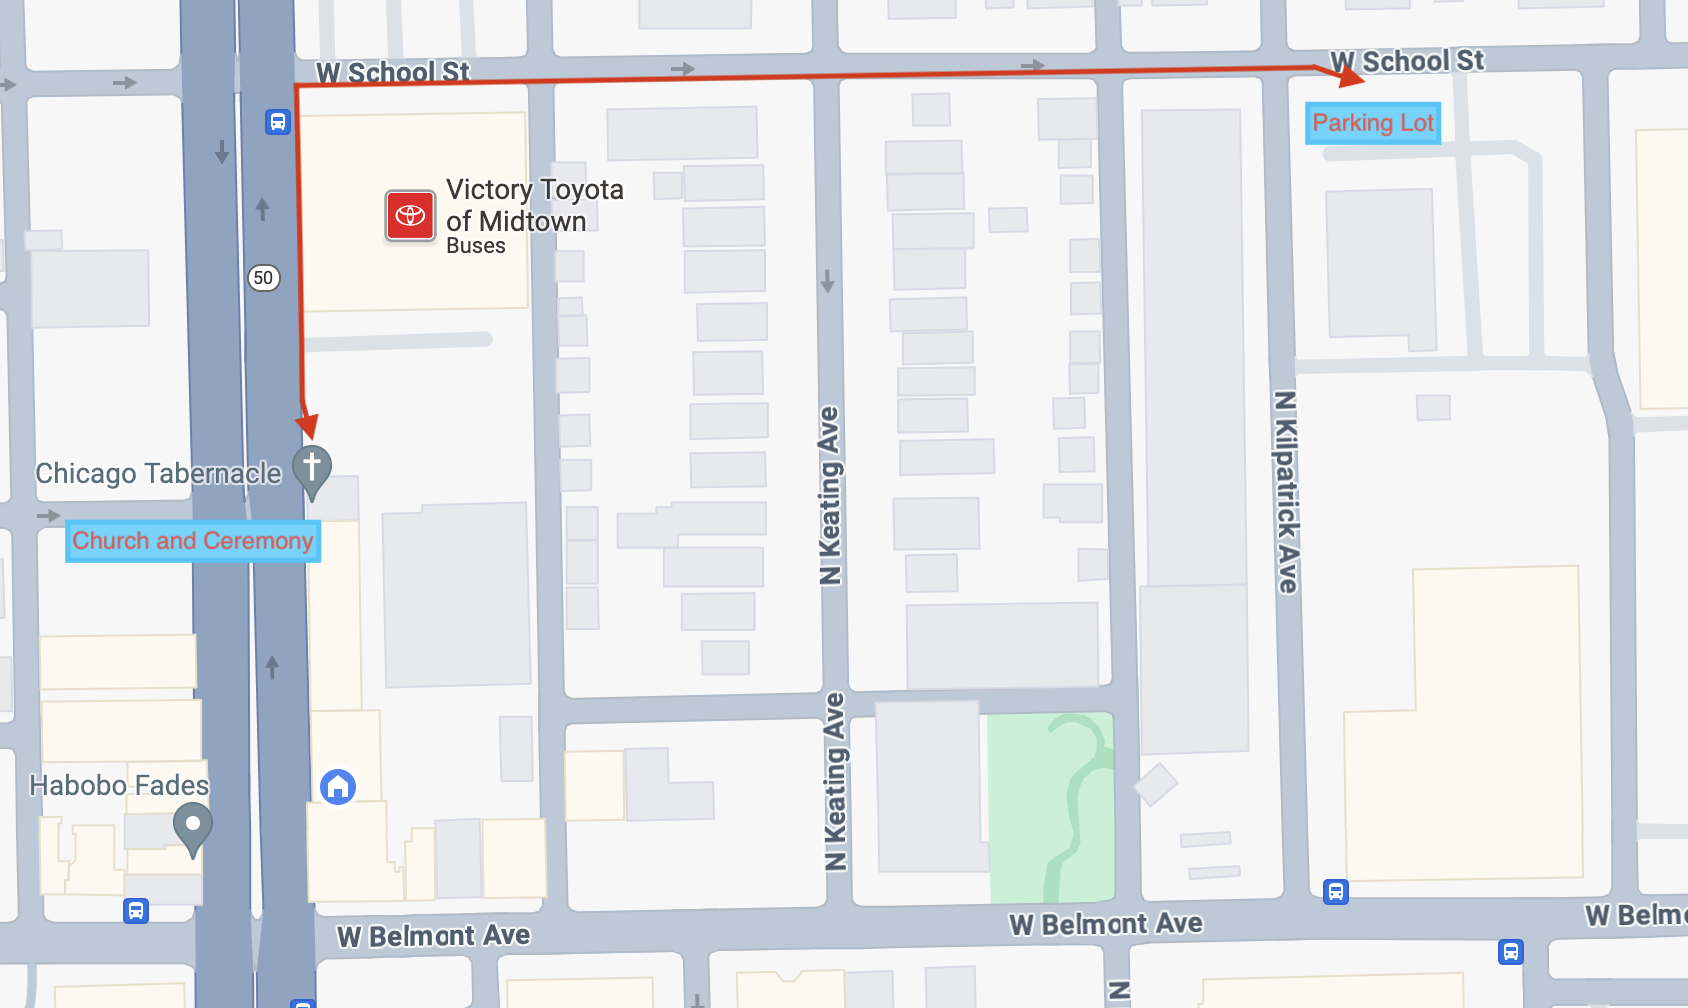 W School St
W School St
Parking Lot
Victory Toyota
of Midtown
Buses
50
N Keating Ave
N Kilpatrick Ave
Chicago Tabernacle
Church and Ceremony
N Keating Ave
Habobo Fades
W Belmont Ave
W Belmont Ave
W Belm
N